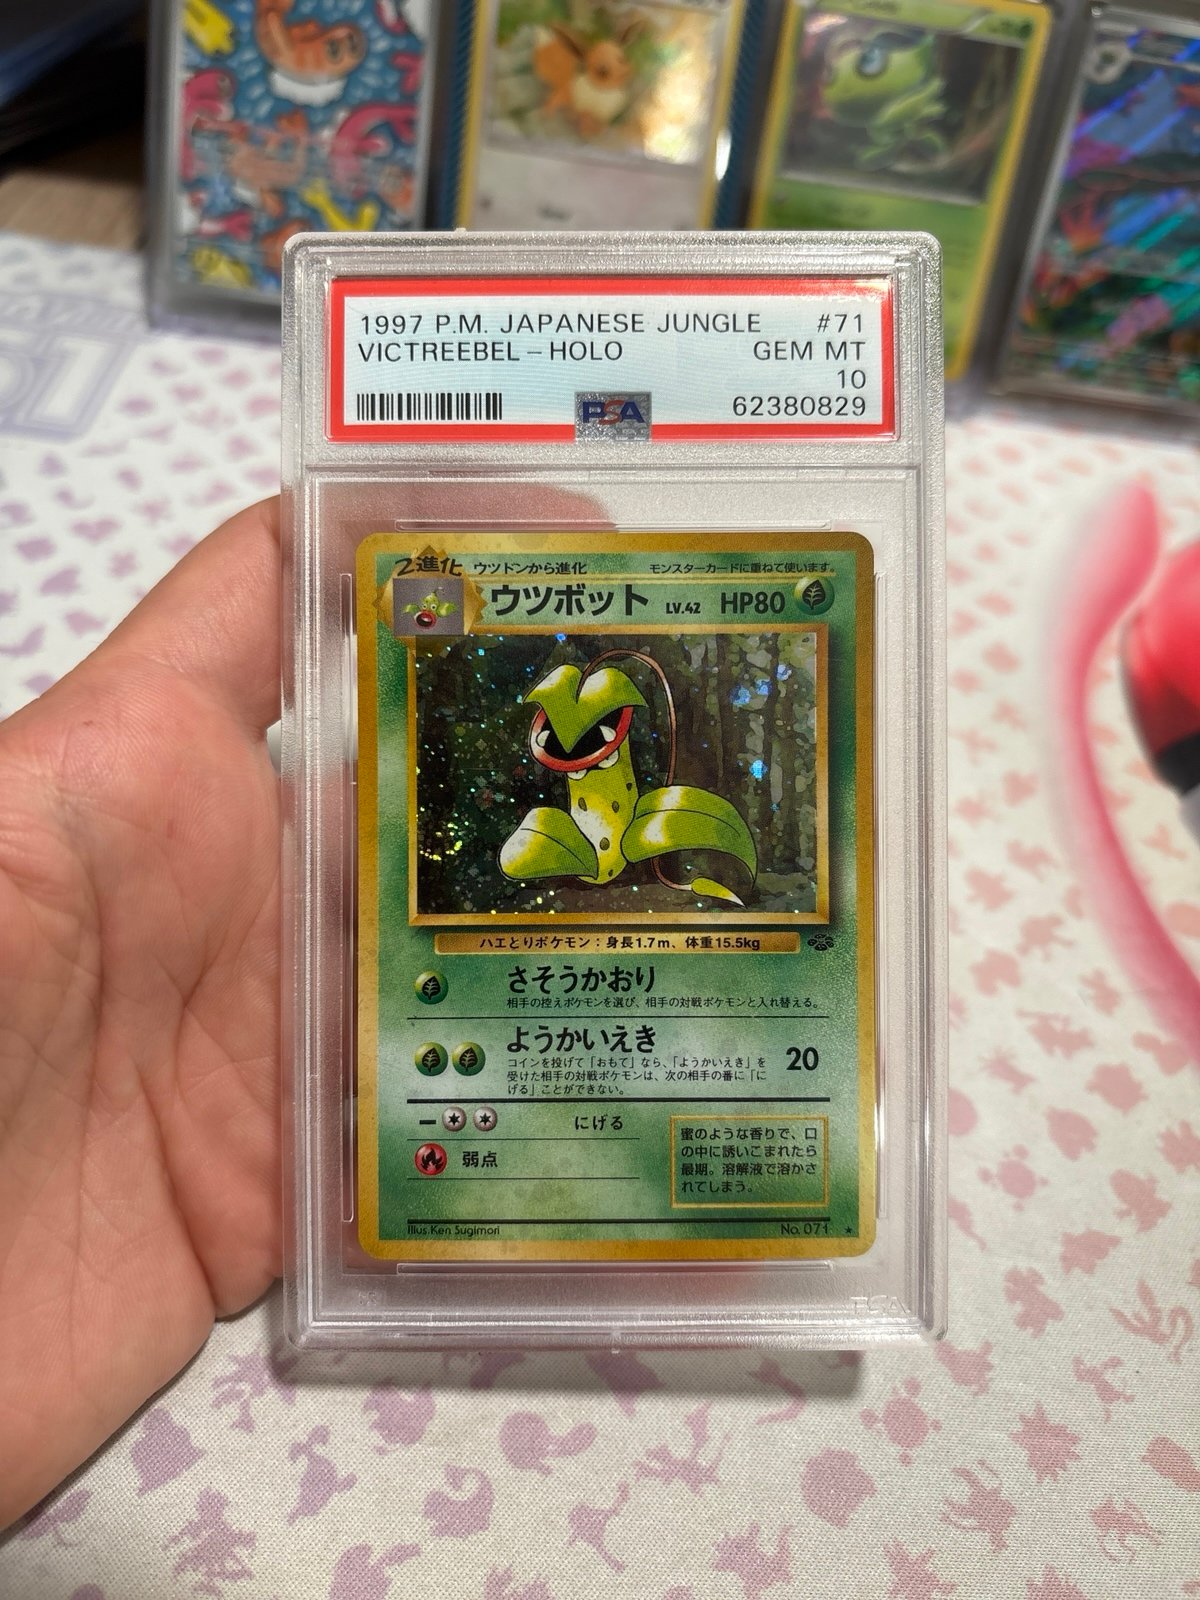 1997 P.M. JAPANESE JUNGLE #71
VICTREEBEL - HOLO GEM MT
10
PSA 62380829
2進化 ウツドンから進化 モンスターカードに重ねて使います。
ウツボット LV.42 HP80
ハエとりポケモン：身長1.7m、体重15.5kg
さそうかおり
相手の控えポケモンを選び、相手の対戦ポケモンと入れ替える。
ようかいえき 20
コインを投げて「おもて」なら、「ようかいえき」を
受けた相手の対戦ポケモンは、次の相手の番に「に
げる」ことができない。
− にげる
弱点
蜜のような香りで、口
の中に誘いこまれたら
最期。溶解液で溶かさ
れてしまう。
Illus.Ken Sugimori No.071 ★
PSA